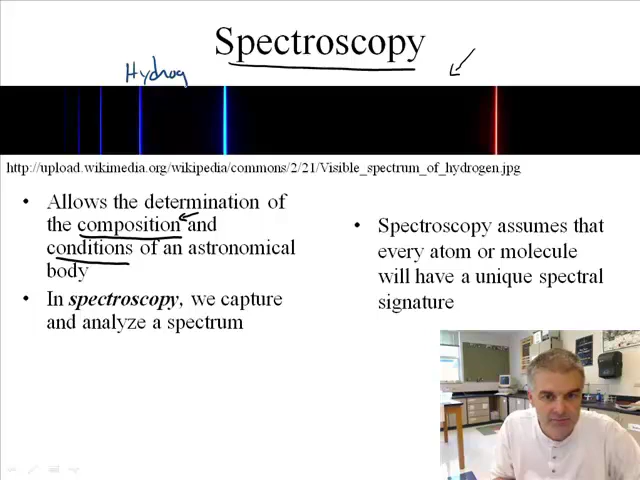 Spectroscopy
Hydrog
http://upload.wikimedia.org/wikipedia/commons/2/21/Visible_spectrum_of_hydrogen.jpg
• Allows the determination of
the composition and
conditions of an astronomical
body
• In spectroscopy, we capture
and analyze a spectrum
• Spectroscopy assumes that
every atom or molecule
will have a unique spectral
signature